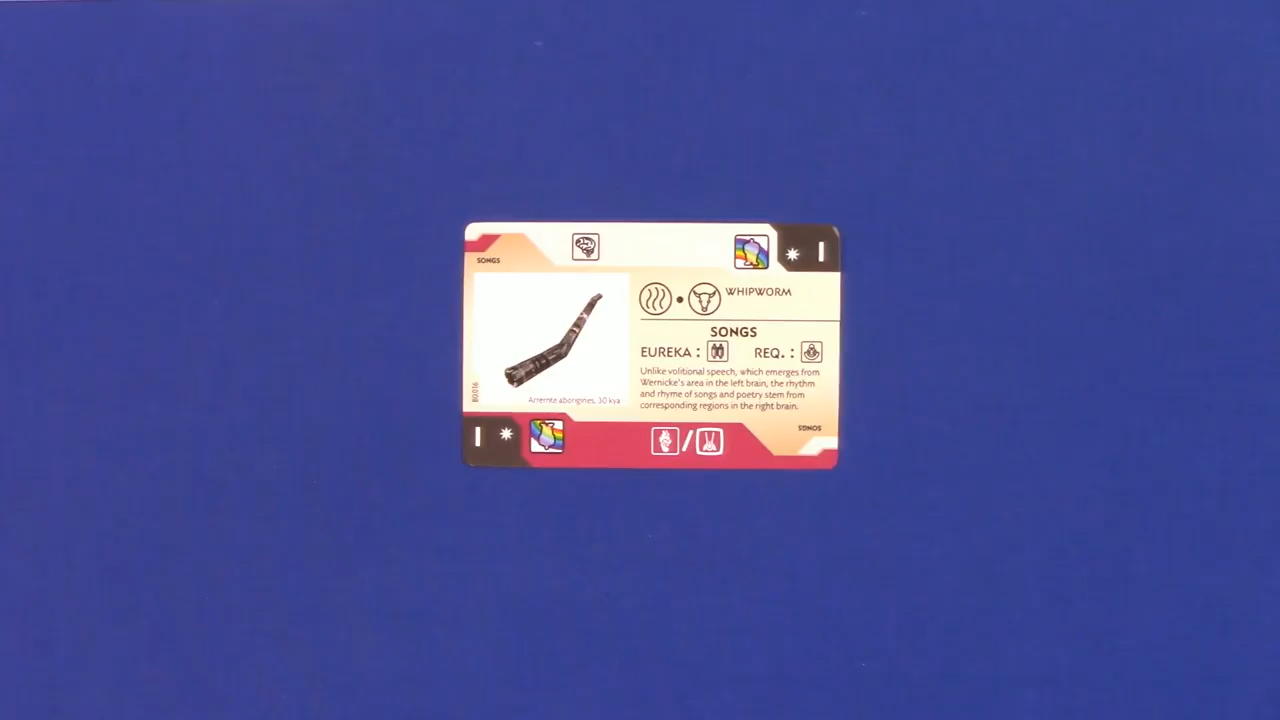 SONGS
I
WHIPWORM
SONGS
EUREKA : REQ. :
Unlike volitional speech, which emerges from
Wernicke's area in the left brain, the rhythm
and rhyme of songs and poetry stem from
corresponding regions in the right brain.
Arrernte aborigines, 30 kya
I
/
SONGS